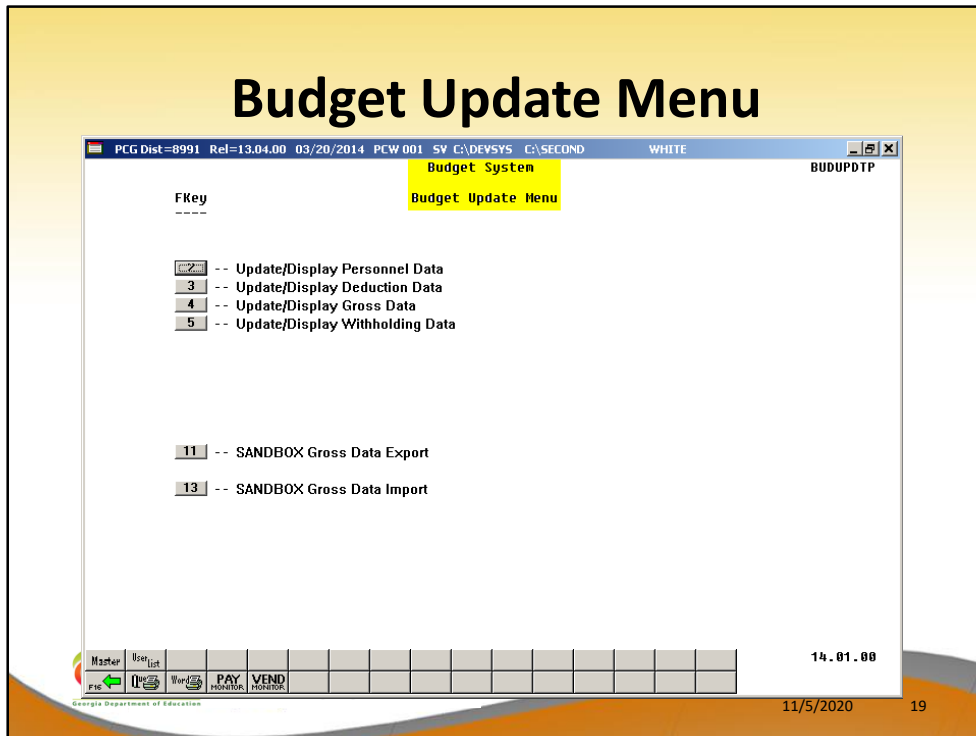 Budget Update Menu
PCG Dist=8991 Rel=13.04.00 03/20/2014 PCW 001 SV C:\DEVSYS C:\SECOND WHITE
Budget System BUDUPDTP
FKey Budget Update Menu
----
2 -- Update/Display Personnel Data
3 -- Update/Display Deduction Data
4 -- Update/Display Gross Data
5 -- Update/Display Withholding Data
11 -- SANDBOX Gross Data Export
13 -- SANDBOX Gross Data Import
Master User list 14.01.00
F16 Que Word PAY MONITOR VEND MONITOR
Georgia Department of Education 11/5/2020 19